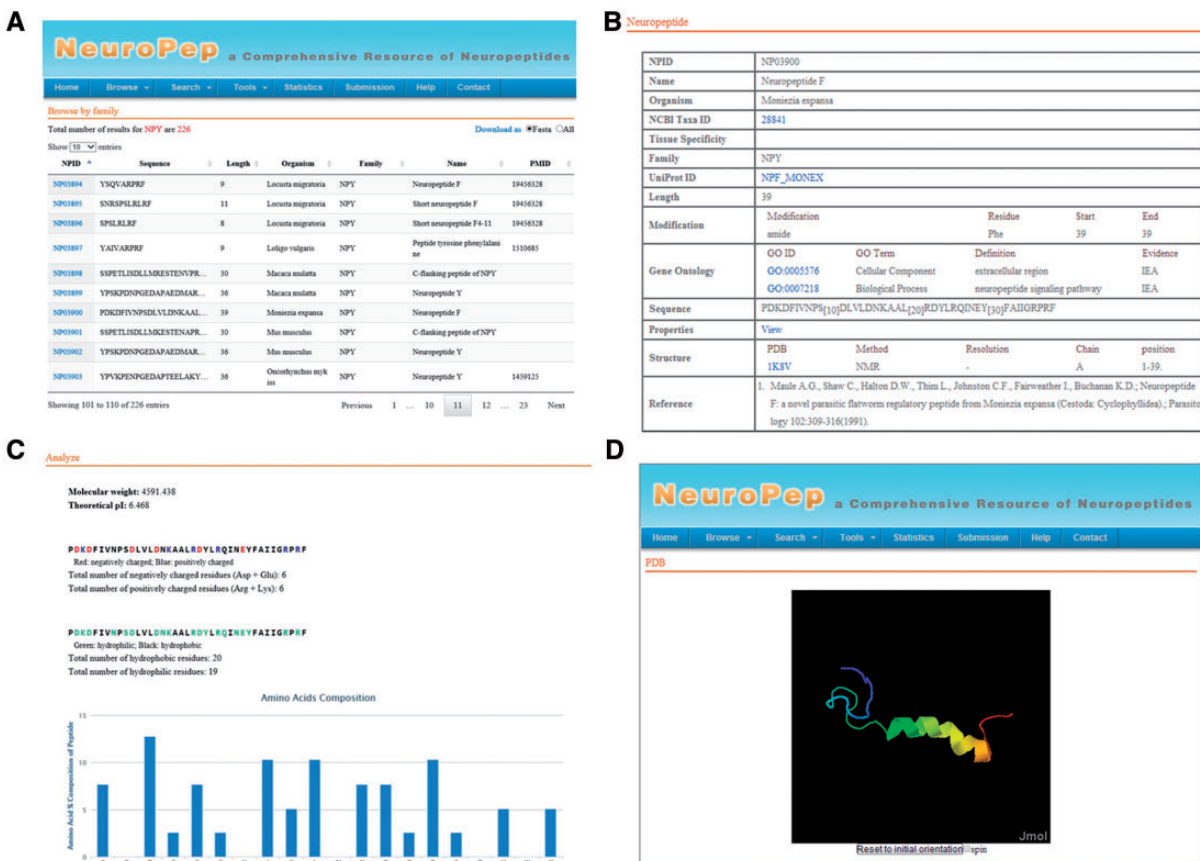 A
NeuroPep a Comprehensive Resource of Neuropeptides
Home Browse Search Tools Statistics Submission Help Contact
Browse by family
Total number of results for NPY are 226 Download as Fasta All
Show 10 entries
NPID Sequence Length Organism Family Name PMID
NP03894 YSQVARPRF 9 Locusta migratoria NPY Neuropeptide F 19456328
NP03895 SNRSPSLRLRF 11 Locusta migratoria NPY Short neuropeptide F 19456328
NP03896 SPSLRLRF 8 Locusta migratoria NPY Short neuropeptide F4-11 19456328
NP03897 YAIVARPRF 9 Loligo vulgaris NPY Peptide tyrosine phenylalani
ne 1510685
NP03898 SSPETLISDLLMRESTENVPR... 30 Macaca mulatta NPY C-flanking peptide of NPY
NP03899 YPSKPDNPGEDAPAEDMAR... 36 Macaca mulatta NPY Neuropeptide Y
NP03900 PDKDFIVNPSDLVLDNKAAL... 39 Moniezia expansa NPY Neuropeptide F
NP03901 SSPETLISDLLMKESTENAPR... 30 Mus musculus NPY C-flanking peptide of NPY
NP03902 YPSKPDNPGEDAPAEDMAR... 36 Mus musculus NPY Neuropeptide Y
NP03903 YPVKPENPGEDAPTEELAKY... 36 Oncorhynchus myk
iss NPY Neuropeptide Y 1459125
Showing 101 to 110 of 226 entries Previous 1 ... 10 11 12 ... 23 Next
B
Neuropeptide
NPID NP03900
Name Neuropeptide F
Organism Moniezia expansa
NCBI Taxa ID 28841
Tissue Specificity
Family NPY
UniProt ID NPF_MONEX
Length 39
Modification Modification Residue Start End
amide Phe 39 39
Gene Ontology GO ID GO Term Definition Evidence
GO:0005576 Cellular Component extracellular region IEA
GO:0007218 Biological Process neuropeptide signaling pathway IEA
Sequence PDKDFIVNPS[10]DLVLDNKAAL[20]RDYLRQINEY[30]FAIIGRPRF
Properties View
Structure PDB Method Resolution Chain position
1K8V NMR - A 1-39.
Reference 1. Maule A.G., Shaw C., Halton D.W., Thim L., Johnston C.F., Fairweather I., Buchanan K.D.; Neuropeptide
F: a novel parasitic flatworm regulatory peptide from Moniezia expansa (Cestoda: Cyclophyllidea).; Parasito
logy 102:309-316(1991).
C
Analyze
Molecular weight: 4591.438
Theoretical pI: 6.468
PDKDFIVNPSDLVLDNKAALRDYLRQINEYFAIIGRPRF
Red: negatively charged; Blue: positively charged
Total number of negatively charged residues (Asp + Glu): 6
Total number of positively charged residues (Arg + Lys): 6
PDKDFIVNPSDLVLDNKAALRDYLRQINEYFAIIGRPRF
Green: hydrophilic; Black: hydrophobic
Total number of hydrophobic residues: 20
Total number of hydrophilic residues: 19
Amino Acids Composition
Amino Acid % Composition of Peptide
15
10
5
0
D
NeuroPep a Comprehensive Resource of Neuropeptides
Home Browse Search Tools Statistics Submission Help Contact
PDB
Jmol
Reset to initial orientation spin